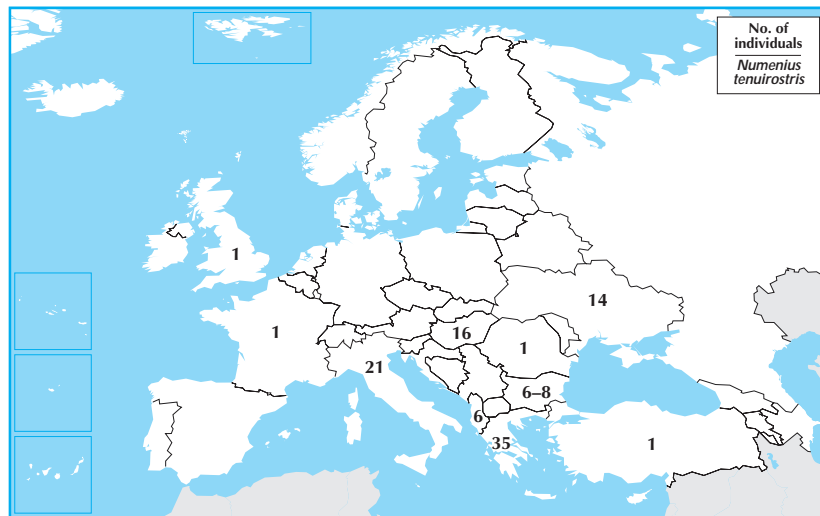 No. of
individuals
Numenius
tenuirostris
1
14
1
16
1
21
6–8
6
35
1